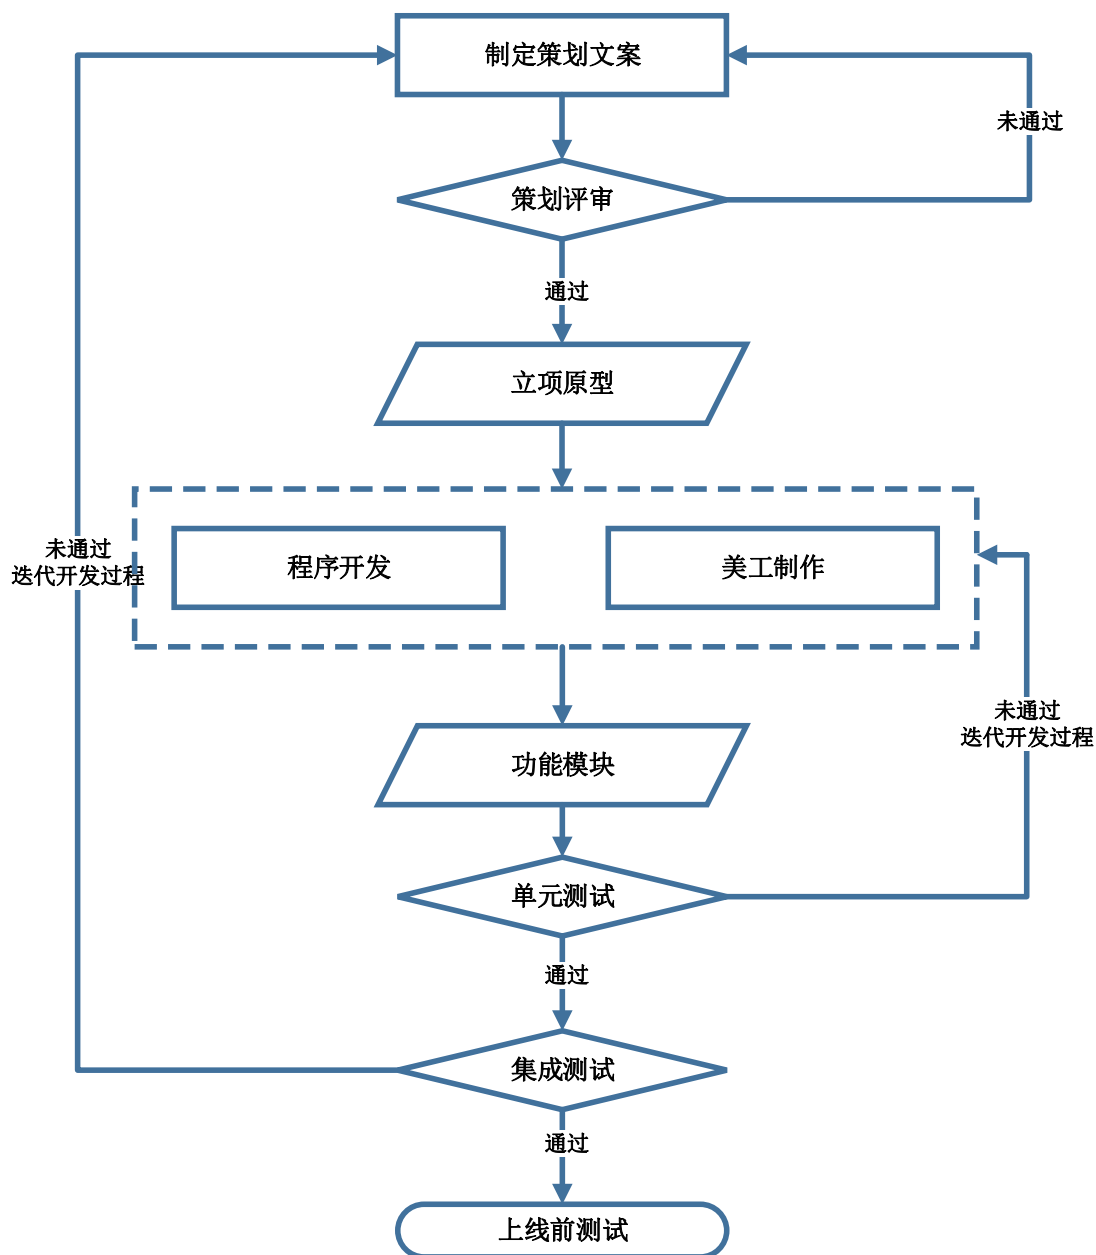 制定策划文案
未通过
策划评审
通过
立项原型
未通过
迭代开发过程
程序开发
美工制作
未通过
迭代开发过程
功能模块
单元测试
通过
集成测试
通过
上线前测试